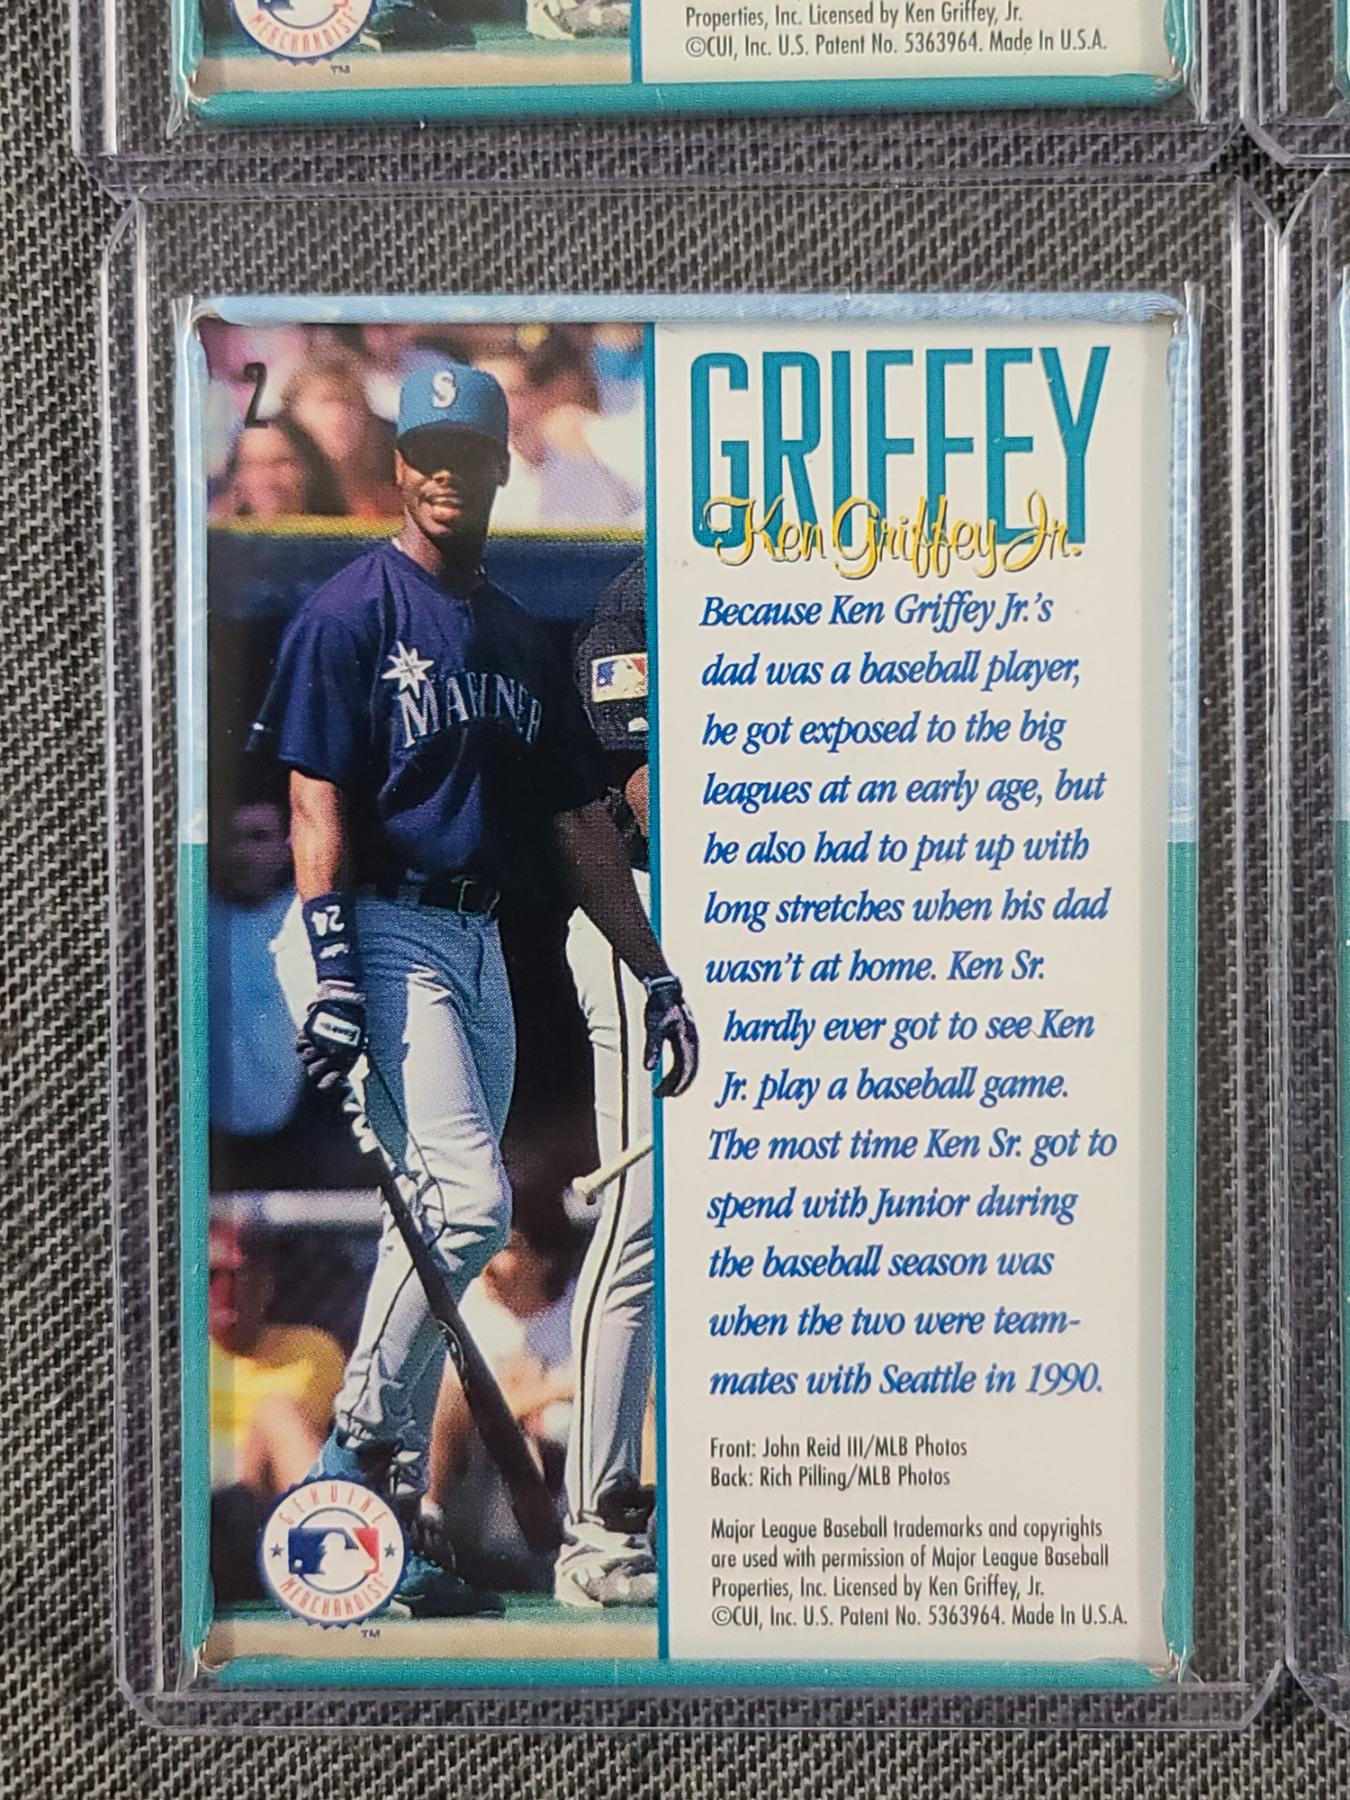 Properties, Inc. Licensed by Ken Griffey, Jr.
MERCHANDISE
©CUI, Inc. U.S. Patent No. 5363964. Made In U.S.A.
TM
2
S
GRIFFEY
Ken Griffey Jr.
MARINER
24
Because Ken Griffey Jr.'s
dad was a baseball player,
he got exposed to the big
leagues at an early age, but
he also had to put up with
long stretches when his dad
wasn't at home. Ken Sr.
hardly ever got to see Ken
Jr. play a baseball game.
The most time Ken Sr. got to
spend with Junior during
the baseball season was
when the two were team-
mates with Seattle in 1990.
Front: John Reid III/MLB Photos
Back: Rich Pilling/MLB Photos
GENUINE
MERCHANDISE
TM
Major League Baseball trademarks and copyrights
are used with permission of Major League Baseball
Properties, Inc. Licensed by Ken Griffey, Jr.
©CUI, Inc. U.S. Patent No. 5363964. Made In U.S.A.